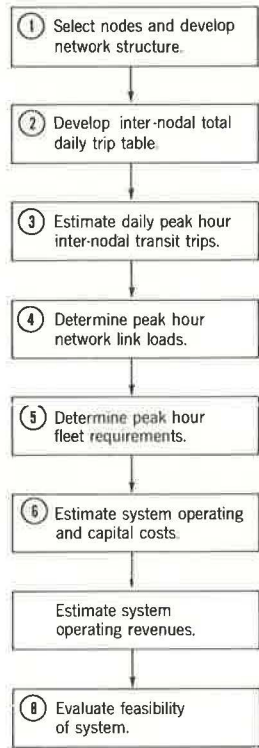 1 Select nodes and develop
network structure.
2 Develop inter-nodal total
daily trip table.
3 Estimate daily peak hour
inter-nodal transit trips.
4 Determine peak hour
network link loads.
5 Determine peak hour
fleet requirements.
6 Estimate system operating
and capital costs.
Estimate system
operating revenues.
8 Evaluate feasibility
of system.